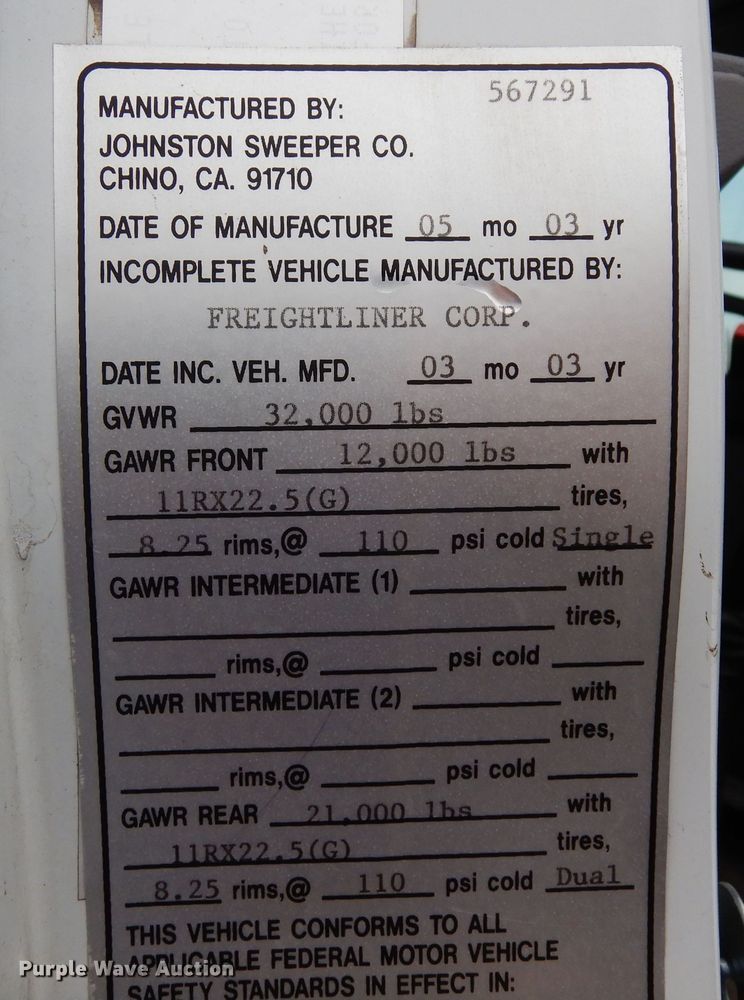 567291
MANUFACTURED BY:
JOHNSTON SWEEPER CO.
CHINO, CA. 91710
DATE OF MANUFACTURE 05 mo 03 yr
INCOMPLETE VEHICLE MANUFACTURED BY:
FREIGHTLINER CORP.
DATE INC. VEH. MFD. 03 mo 03 yr
GVWR 32,000 lbs
GAWR FRONT 12,000 lbs with
11RX22.5(G) tires,
8.25 rims,@ 110 psi cold Single
GAWR INTERMEDIATE (1) with
tires,
rims,@ psi cold
GAWR INTERMEDIATE (2) with
tires,
rims,@ psi cold
GAWR REAR 21,000 lbs with
11RX22.5(G) tires,
8.25 rims,@ 110 psi cold Dual
THIS VEHICLE CONFORMS TO ALL
APPLICABLE FEDERAL MOTOR VEHICLE
SAFETY STANDARDS IN EFFECT IN:
Purple Wave Auction